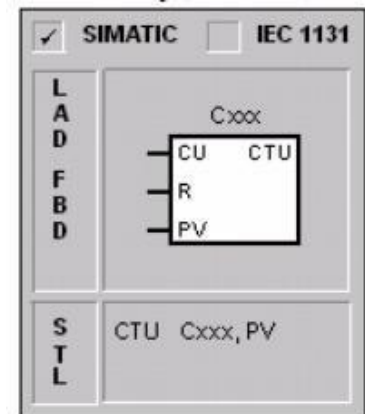 ✓ SIMATIC IEC 1131
L
A
D
F
B
D
Cxxx
CU CTU
R
PV
S
T
L
CTU Cxxx, PV